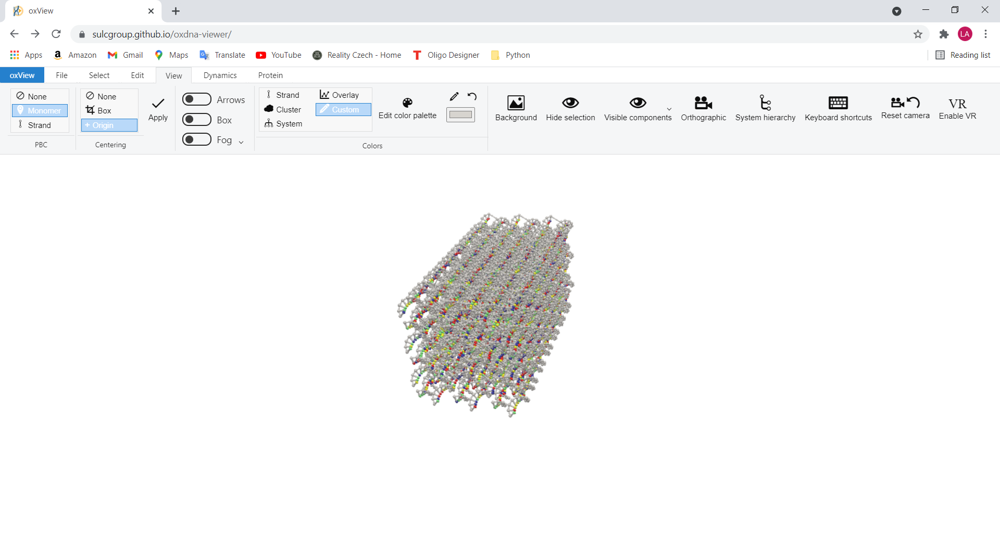 oxView
sulcgroup.github.io/oxdna-viewer/
LA
Apps Amazon Gmail Maps Translate YouTube Reality Czech - Home Oligo Designer Python Reading list
oxView File Select Edit View Dynamics Protein
None
Monomer
Strand
PBC
None
Box
+ Origin
Centering
Apply
Arrows
Box
Fog
Strand
Cluster
System
Overlay
Custom
Edit color palette
Colors
Background
Hide selection
Visible components
Orthographic
System hierarchy
Keyboard shortcuts
Reset camera
VR
Enable VR